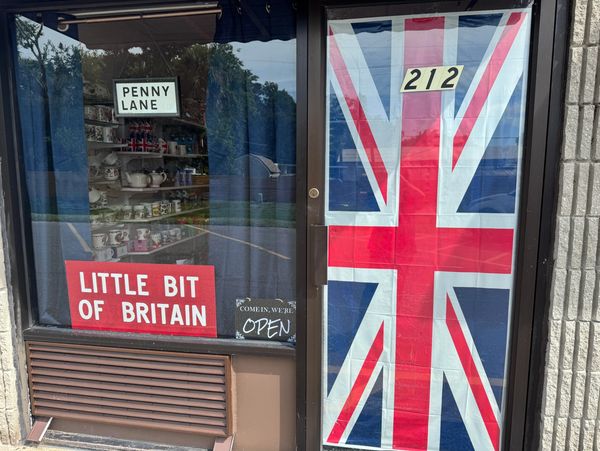 PENNY
LANE
212
LITTLE BIT
OF BRITAIN
COME IN, WE'RE
OPEN